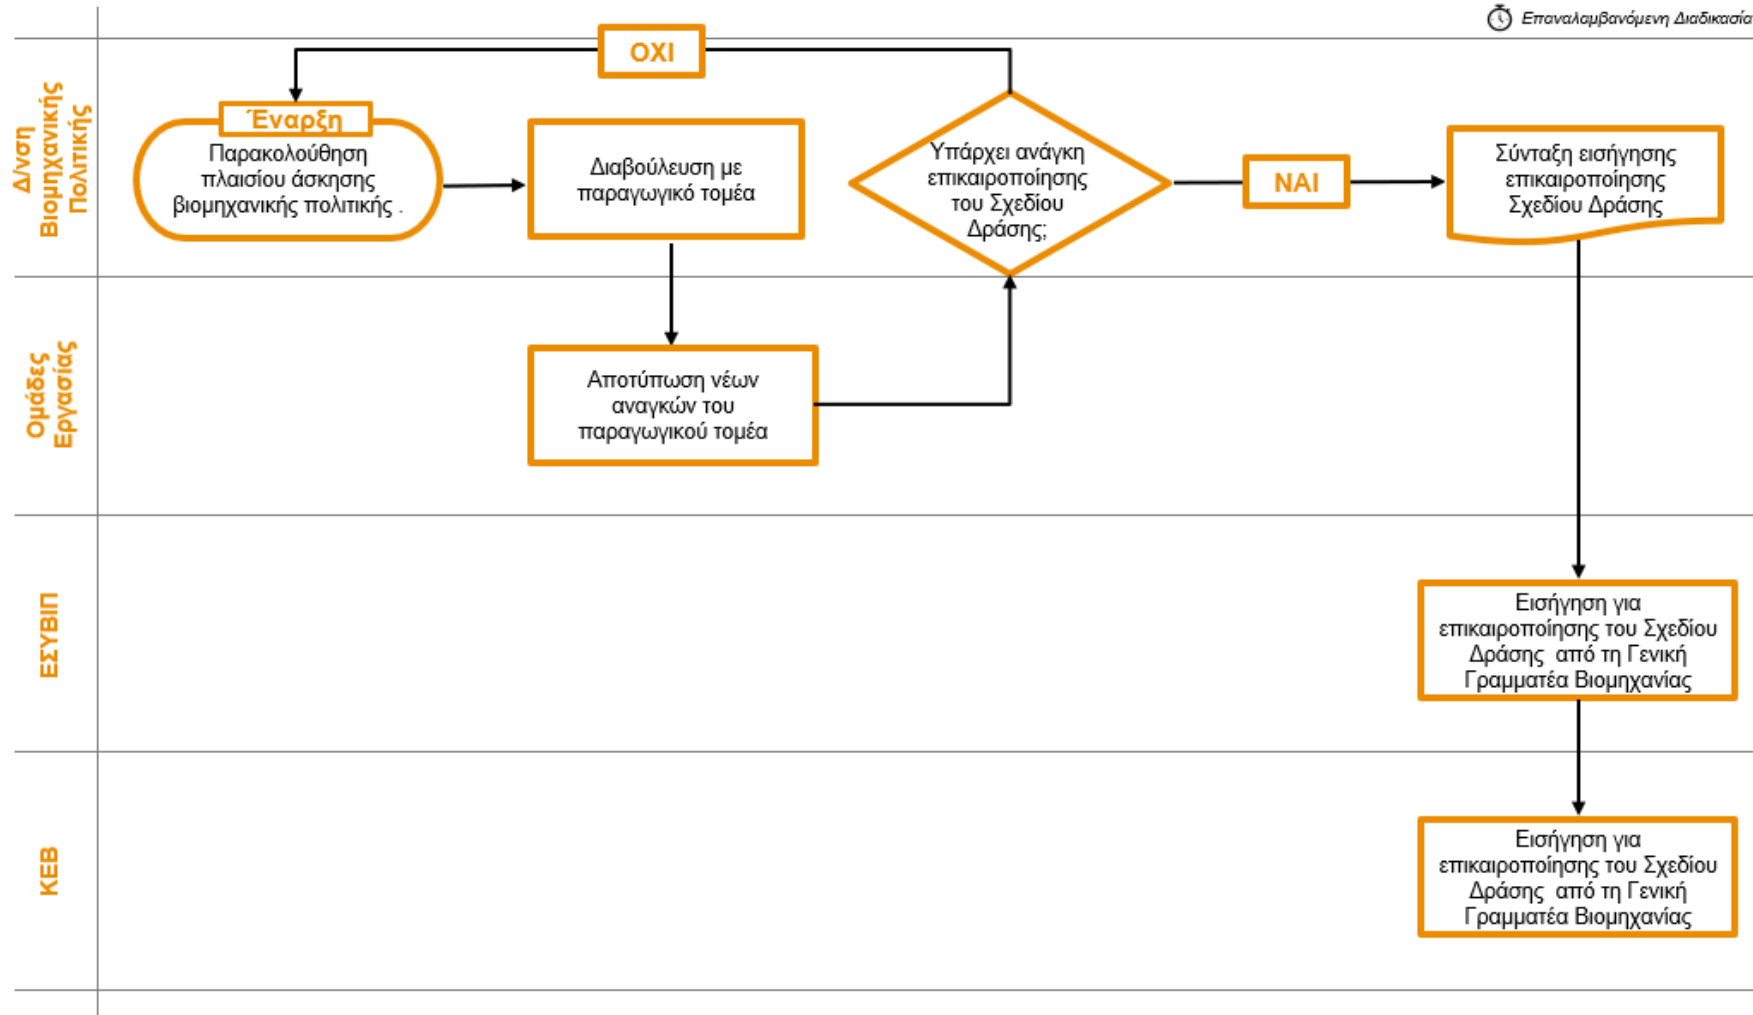 Επαναλαμβανόμενη Διαδικασία
ΟΧΙ
Δ/νση
Βιομηχανικής
Πολιτικής
Έναρξη
Παρακολούθηση
πλαισίου άσκησης
βιομηχανικής πολιτικής .
Διαβούλευση με
παραγωγικό τομέα
Υπάρχει ανάγκη
επικαιροποίησης
του Σχεδίου
Δράσης;
ΝΑΙ
Σύνταξη εισήγησης
επικαιροποίησης
Σχεδίου Δράσης
Ομάδες
Εργασίας
Αποτύπωση νέων
αναγκών του
παραγωγικού τομέα
ΕΣΥΒΙΠ
Εισήγηση για
επικαιροποίησης του Σχεδίου
Δράσης από τη Γενική
Γραμματέα Βιομηχανίας
ΚΕΒ
Εισήγηση για
επικαιροποίησης του Σχεδίου
Δράσης από τη Γενική
Γραμματέα Βιομηχανίας